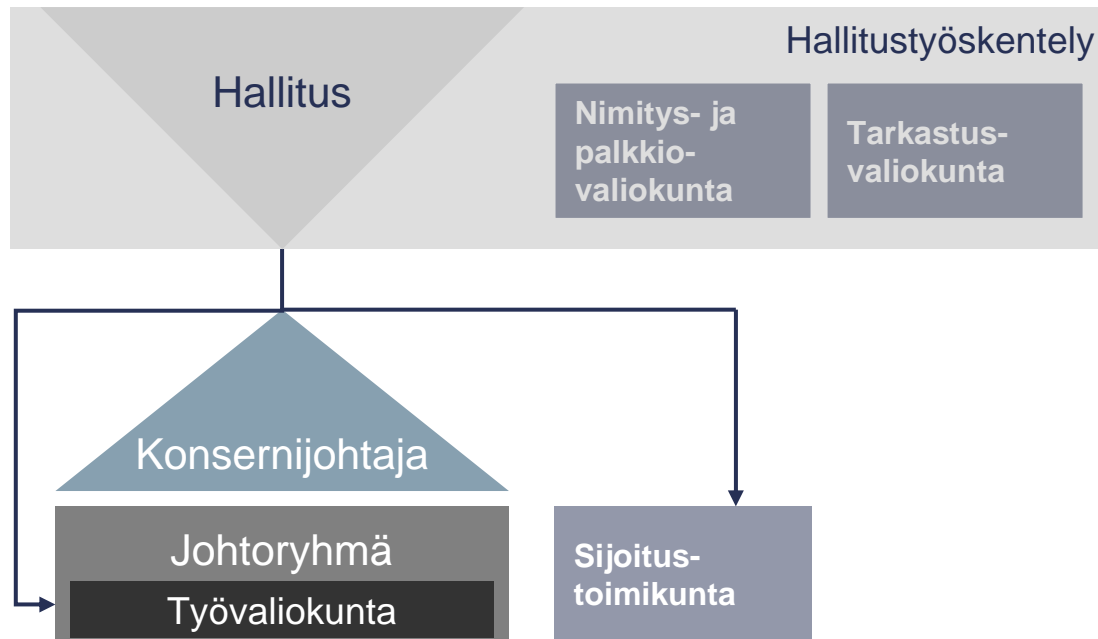 Hallitustyöskentely
Hallitus
Nimitys- ja
palkkio-
valiokunta
Tarkastus-
valiokunta
Konsernijohtaja
Johtoryhmä
Työvaliokunta
Sijoitus-
toimikunta